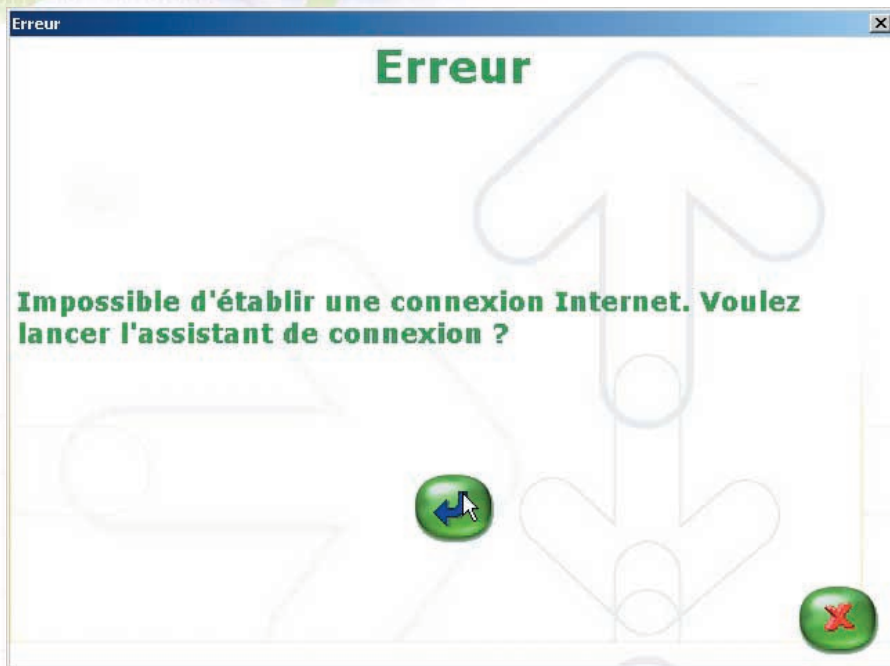 Erreur
Erreur
Impossible d'établir une connexion Internet. Voulez
lancer l'assistant de connexion ?